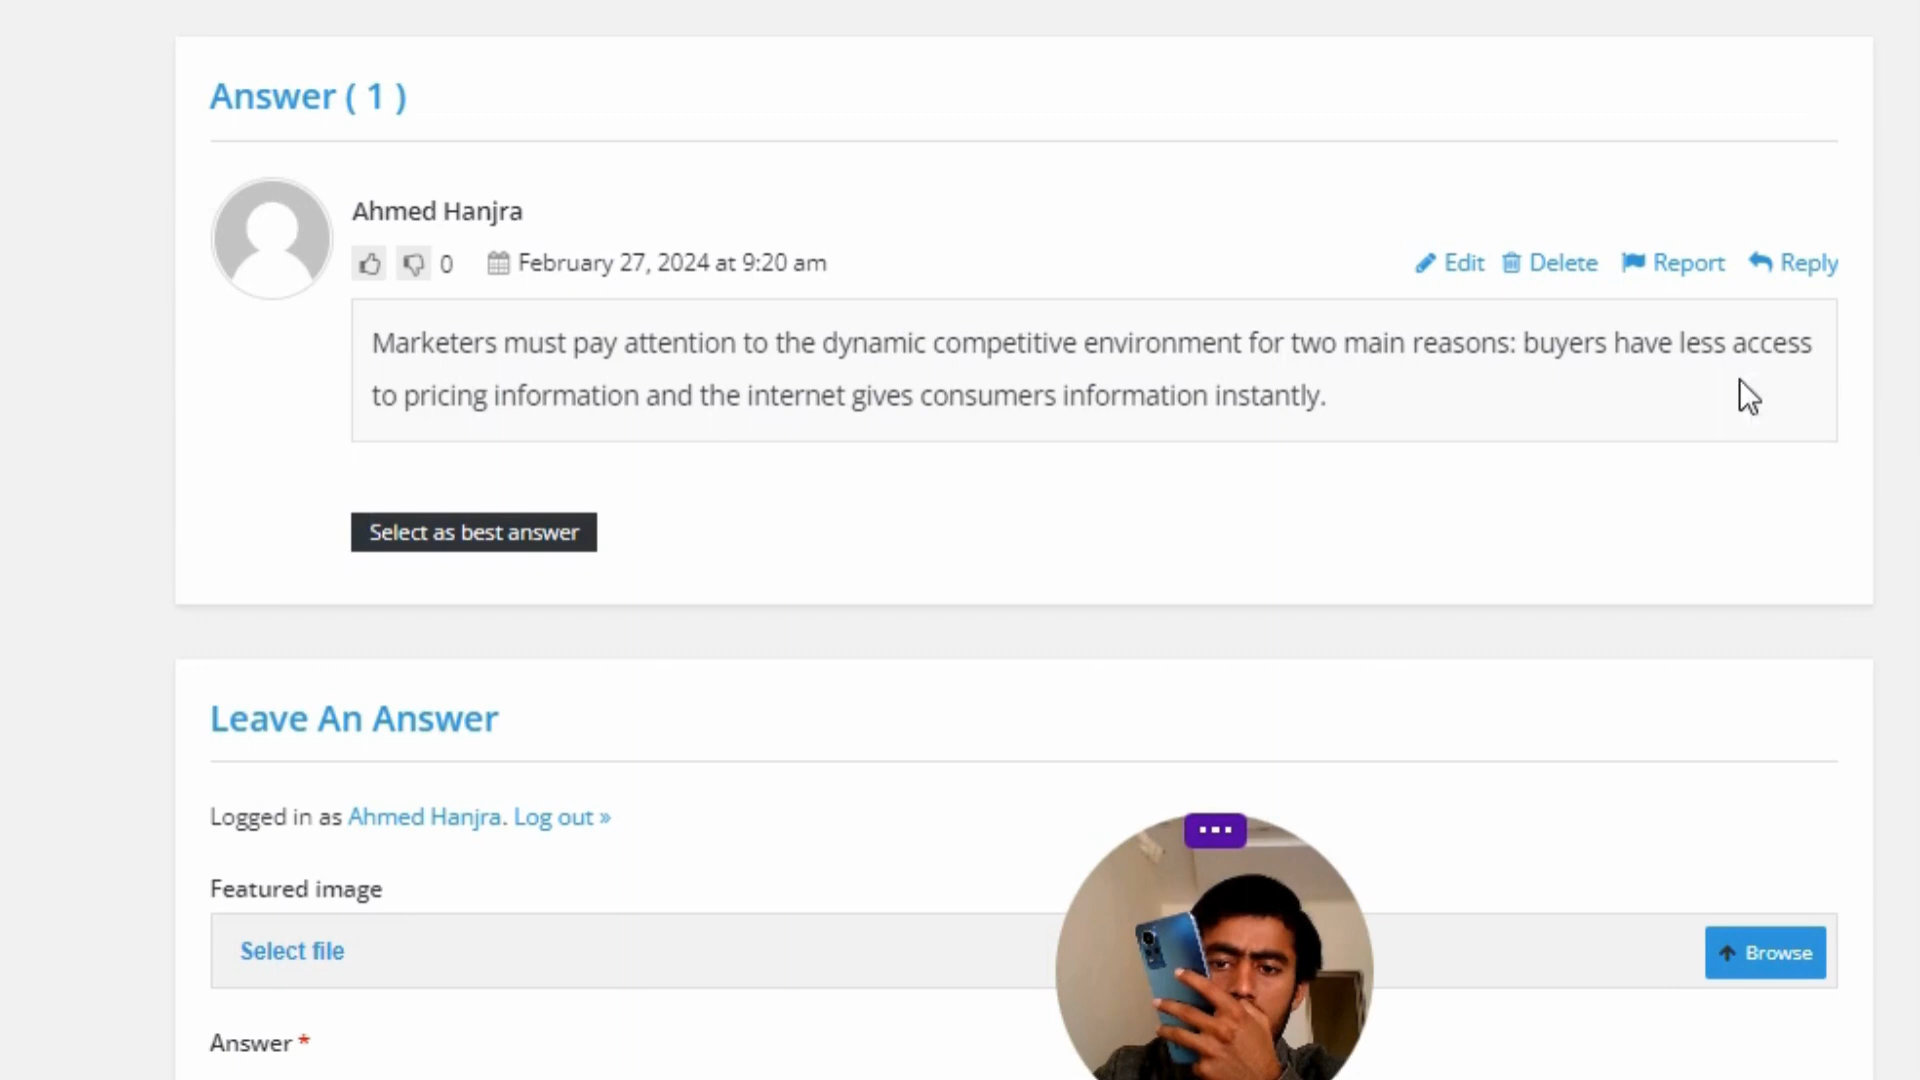 Answer ( 1 )
Ahmed Hanjra
0 February 27, 2024 at 9:20 am Edit Delete Report Reply
Marketers must pay attention to the dynamic competitive environment for two main reasons: buyers have less access
to pricing information and the internet gives consumers information instantly.
Select as best answer
Leave An Answer
Logged in as Ahmed Hanjra. Log out »
Featured image
Select file
Browse
Answer *